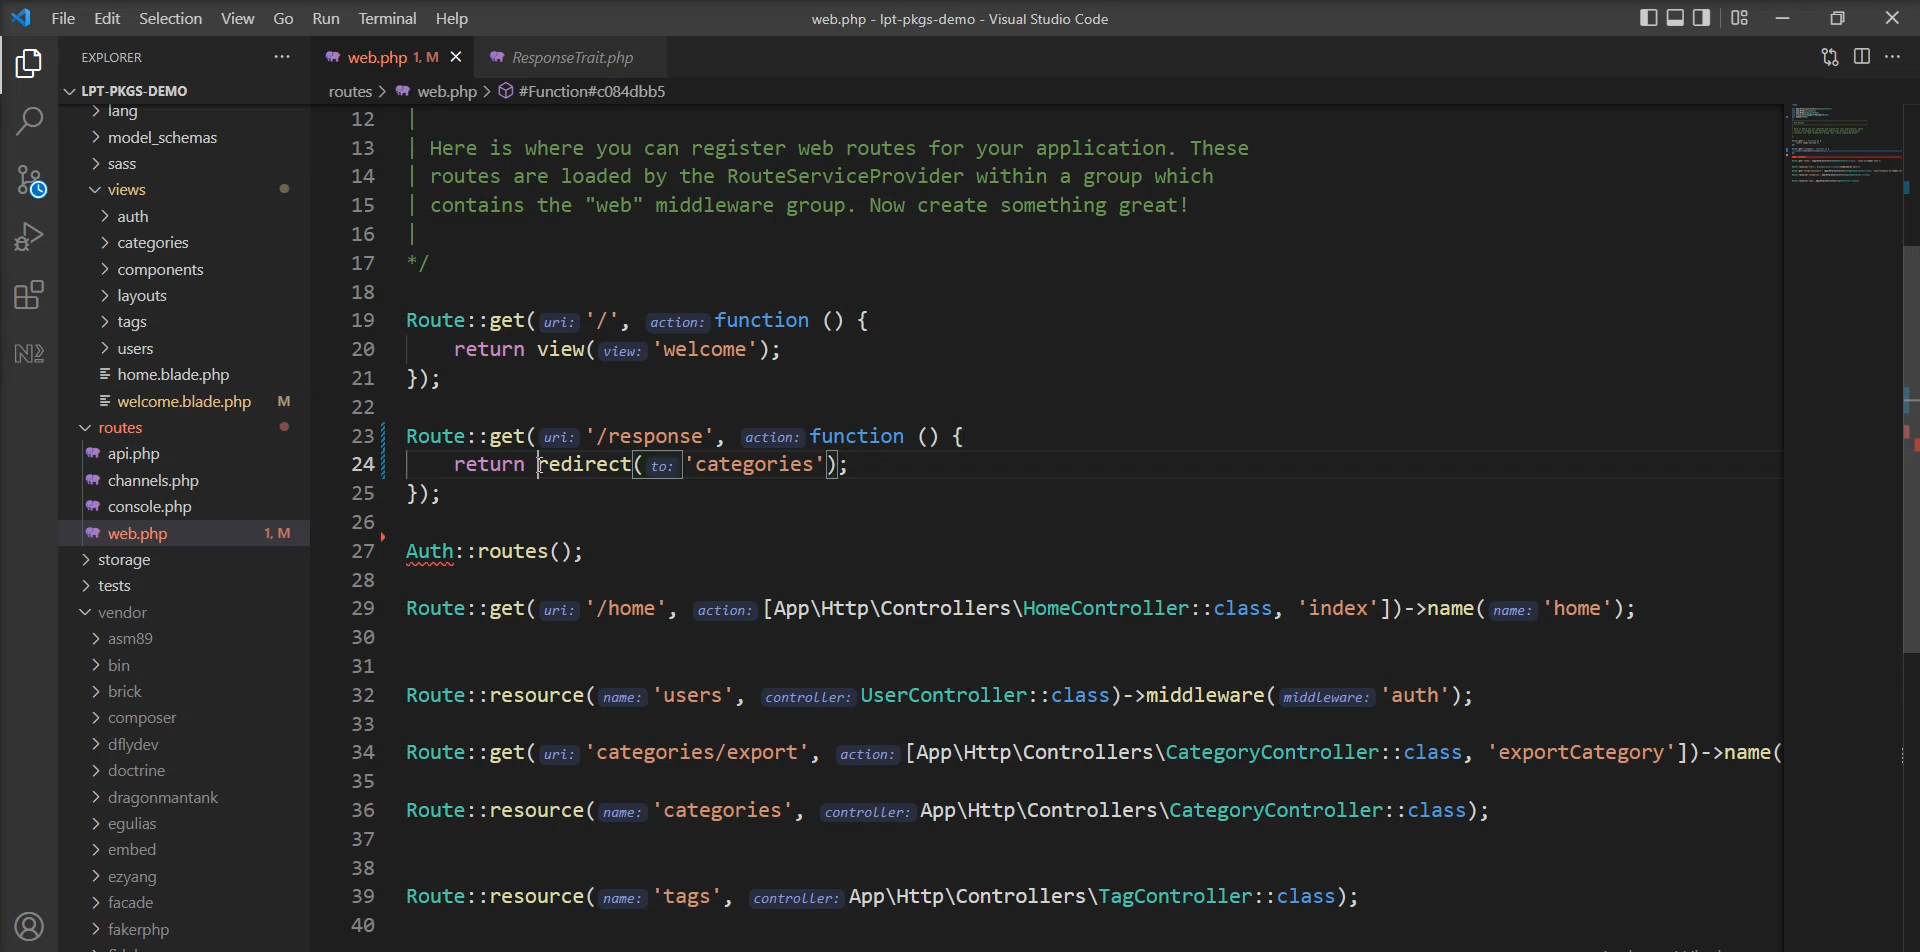 File Edit Selection View Go Run Terminal Help
web.php - lpt-pkgs-demo - Visual Studio Code
EXPLORER
web.php 1, M
ResponseTrait.php
LPT-PKGS-DEMO
routes > web.php > #Function#c084dbb5
lang
model_schemas
sass
views
auth
categories
components
layouts
tags
users
home.blade.php
welcome.blade.php M
routes
api.php
channels.php
console.php
web.php 1, M
storage
tests
vendor
asm89
bin
brick
composer
dflydev
doctrine
dragonmantank
egulias
embed
ezyang
facade
fakerphp
12 |
13 | Here is where you can register web routes for your application. These
14 | routes are loaded by the RouteServiceProvider within a group which
15 | contains the "web" middleware group. Now create something great!
16 |
17 */
18
19 Route::get(uri: '/', action: function () {
20 return view(view: 'welcome');
21 });
22
23 Route::get(uri: '/response', action: function () {
24 return redirect(to: 'categories');
25 });
26
27 Auth::routes();
28
29 Route::get(uri: '/home', action: [App\Http\Controllers\HomeController::class, 'index'])->name(name: 'home');
30
31
32 Route::resource(name: 'users', controller: UserController::class)->middleware(middleware: 'auth');
33
34 Route::get(uri: 'categories/export', action: [App\Http\Controllers\CategoryController::class, 'exportCategory'])->name(
35
36 Route::resource(name: 'categories', controller: App\Http\Controllers\CategoryController::class);
37
38
39 Route::resource(name: 'tags', controller: App\Http\Controllers\TagController::class);
40